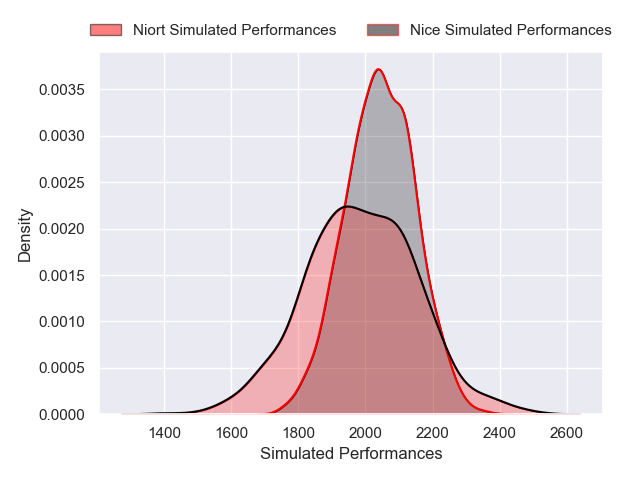 Niort Simulated Performances Nice Simulated Performances
0.0035
0.0030
0.0025
0.0020
0.0015
0.0010
0.0005
0.0000
Density
1400 1600 1800 2000 2200 2400 2600
Simulated Performances